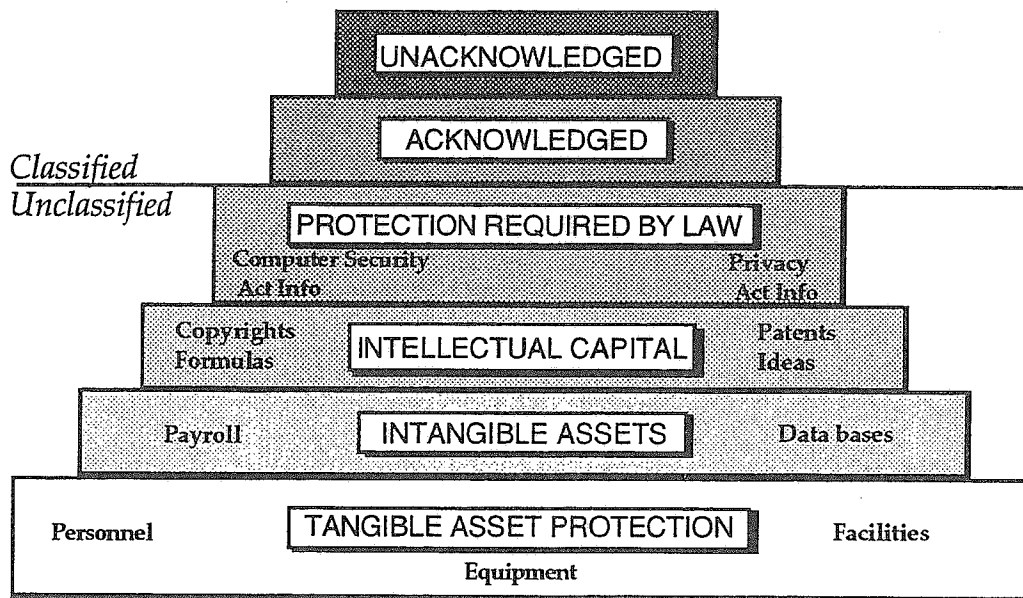 UNACKNOWLEDGED
ACKNOWLEDGED
Classified
Unclassified
PROTECTION REQUIRED BY LAW
Computer Security
Act Info
Privacy
Act Info
Copyrights
Formulas
INTELLECTUAL CAPITAL
Patents
Ideas
Payroll
INTANGIBLE ASSETS
Data bases
Personnel
TANGIBLE ASSET PROTECTION
Facilities
Equipment